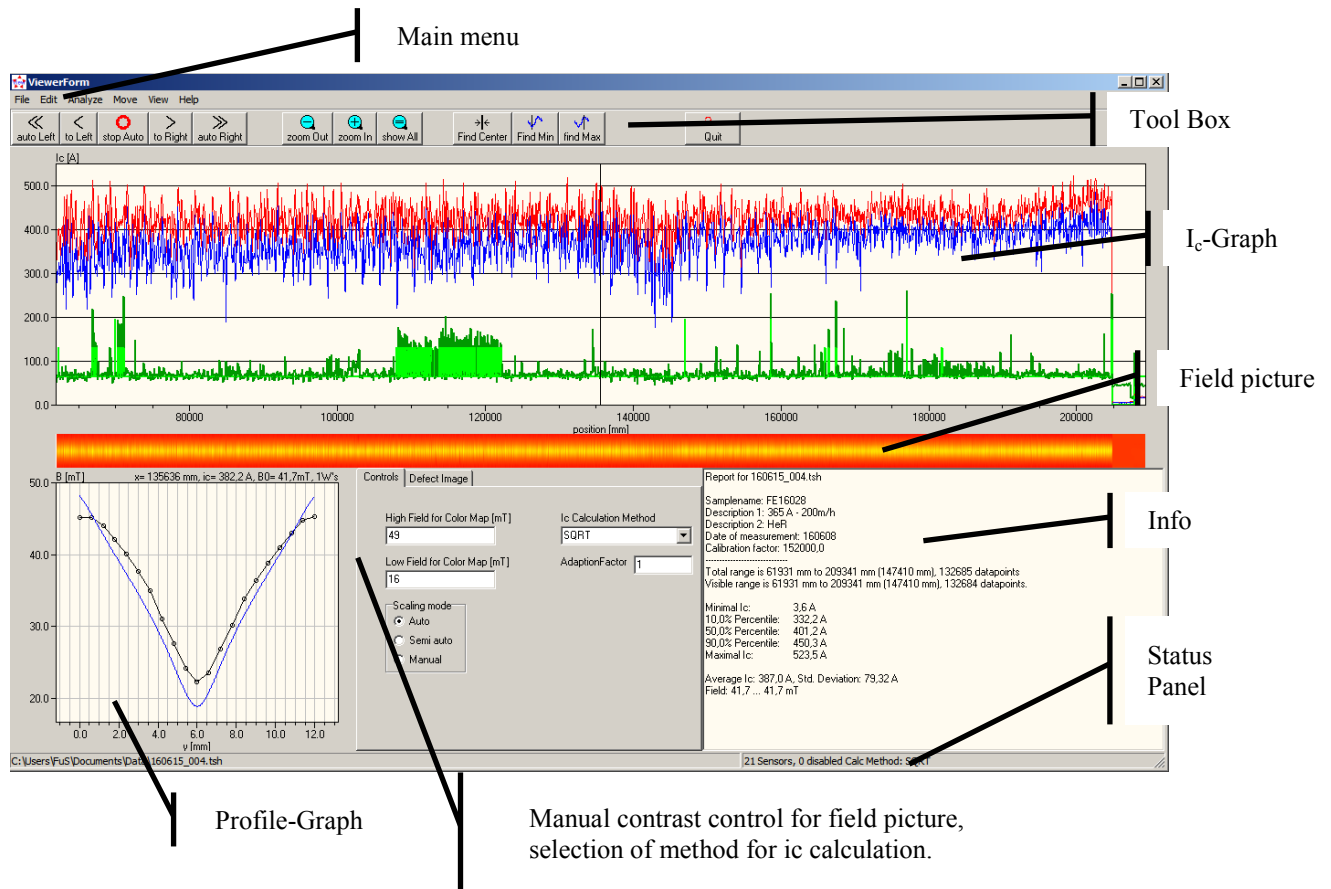 Main menu
ViewerForm
File Edit Analyze Move View Help
auto Left to Left stop Auto to Right auto Right zoom Out zoom In show All Find Center Find Min find Max Quit
Tool Box
Ic [A]
500.0
400.0
300.0
200.0
100.0
0.0
80000 100000 120000 140000 160000 180000 200000
position [mm]
Ic-Graph
Field picture
B [mT] x= 135636 mm, ic= 382,2 A, B0= 41,7mT, 1W's
50.0
40.0
30.0
20.0
0.0 2.0 4.0 6.0 8.0 10.0 12.0
y [mm]
Controls Defect Image
High Field for Color Map [mT]
49
Low Field for Color Map [mT]
16
Scaling mode
Auto
Semi auto
Manual
Ic Calculation Method
SQRT
AdaptionFactor 1
Report for 160615_004.tsh
Samplename: FE16028
Description 1: 365 A - 200m/h
Description 2: HeR
Date of measurement: 160608
Calibration factor: 152000,0
------------------------------
Total range is 61931 mm to 209341 mm (147410 mm), 132685 datapoints
Visible range is 61931 mm to 209341 mm (147410 mm), 132684 datapoints.
Minimal Ic: 3,6 A
10,0% Percentile: 332,2 A
50,0% Percentile: 401,2 A
90,0% Percentile: 450,3 A
Maximal Ic: 523,5 A
Average Ic: 387,0 A, Std. Deviation: 79,32 A
Field: 41,7 ... 41,7 mT
Info
Status
Panel
C:\Users\FuS\Documents\Data\160615_004.tsh
21 Sensors, 0 disabled Calc Method: SQRT
Profile-Graph
Manual contrast control for field picture,
selection of method for ic calculation.